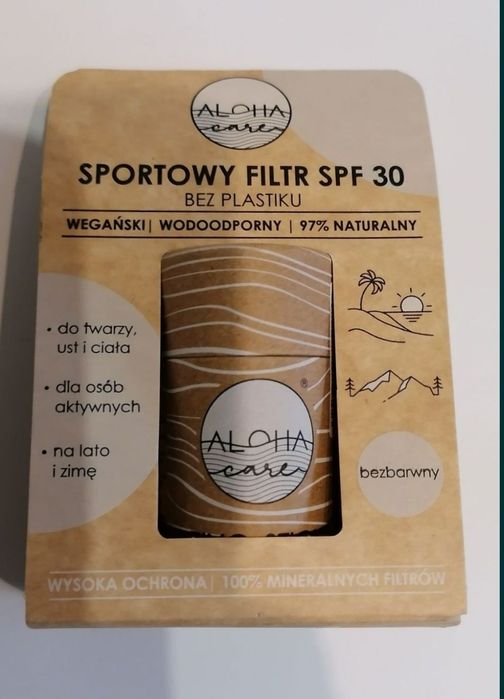 ALOHA
care
SPORTOWY FILTR SPF 30
BEZ PLASTIKU
WEGAŃSKI| WODOODPORNY | 97% NATURALNY
• do twarzy,
ust i ciała
• dla osób
aktywnych
• na lato
i zimę
®
ALOHA
care
bezbarwny
WYSOKA OCHRONA| 100% MINERALNYCH FILTRÓW